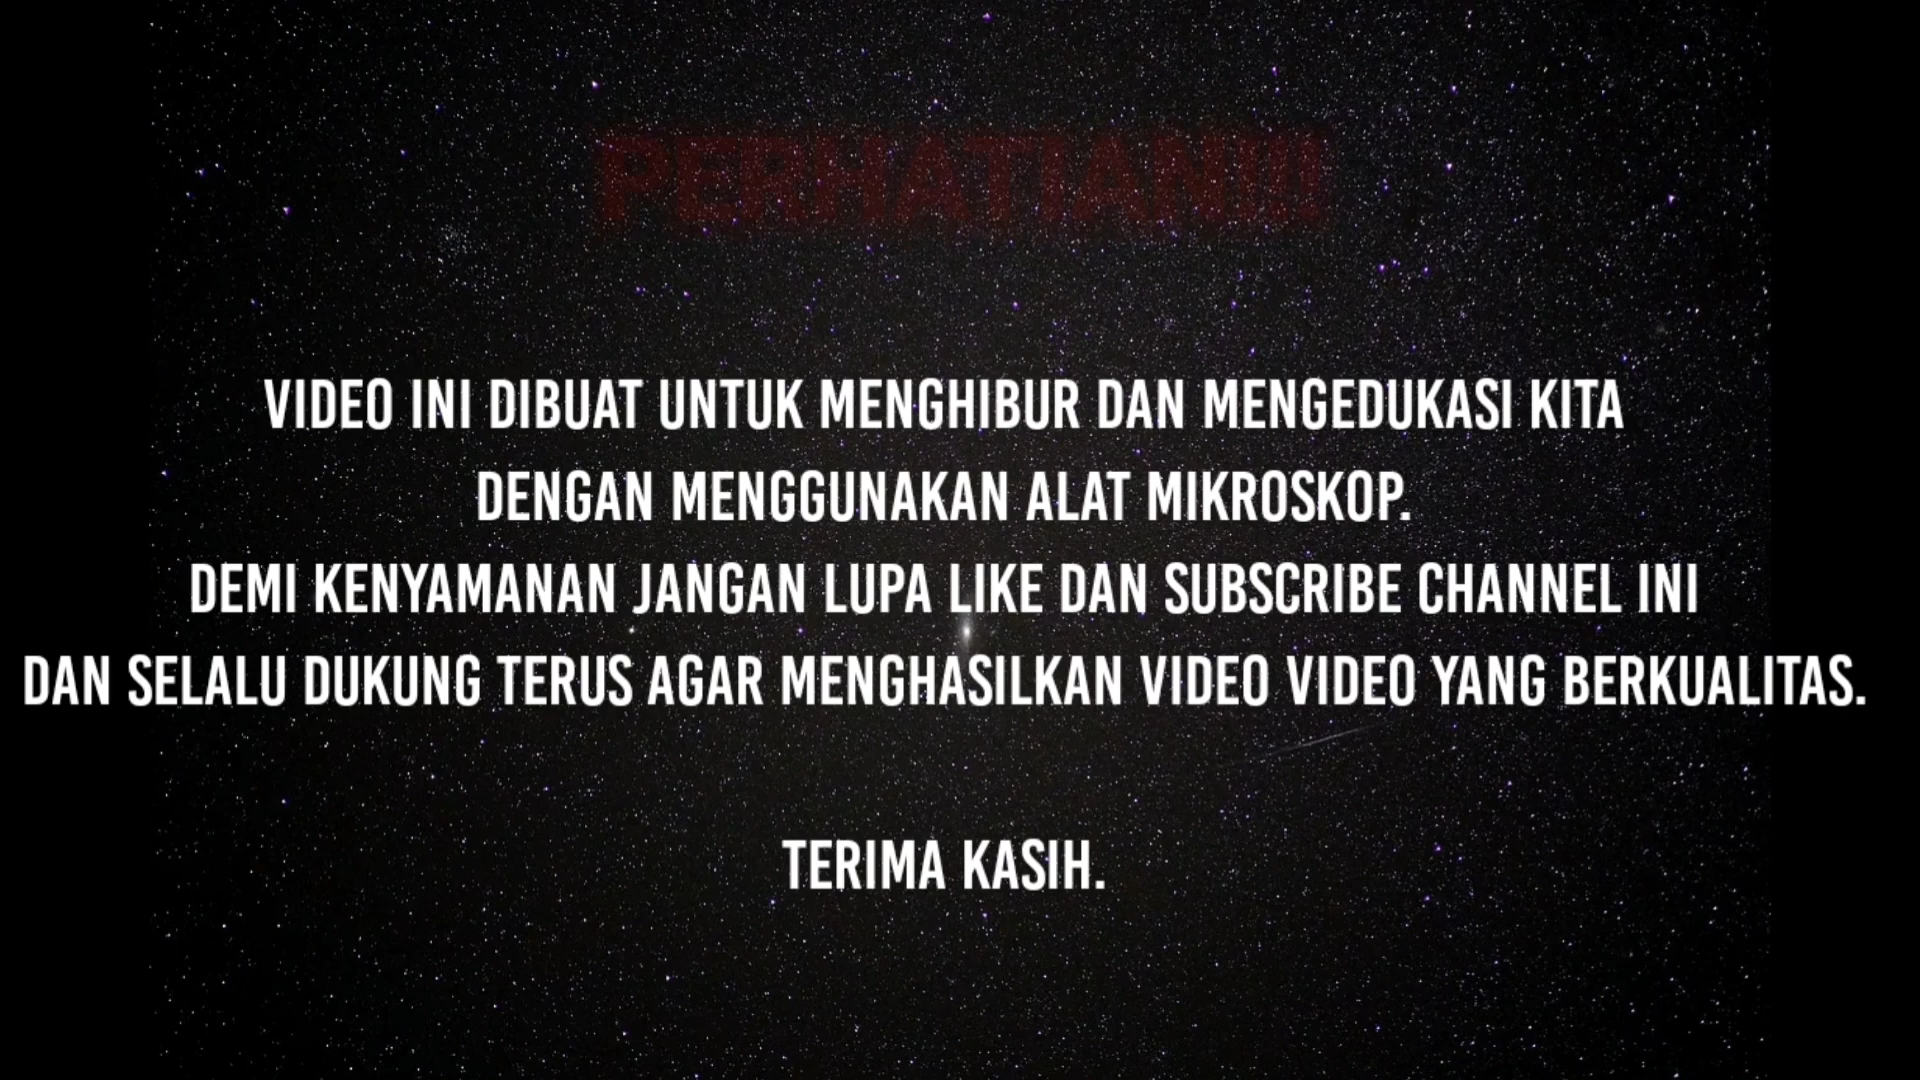 PERHATIAN!!!
VIDEO INI DIBUAT UNTUK MENGHIBUR DAN MENGEDUKASI KITA
DENGAN MENGGUNAKAN ALAT MIKROSKOP.
DEMI KENYAMANAN JANGAN LUPA LIKE DAN SUBSCRIBE CHANNEL INI
DAN SELALU DUKUNG TERUS AGAR MENGHASILKAN VIDEO VIDEO YANG BERKUALITAS.
TERIMA KASIH.